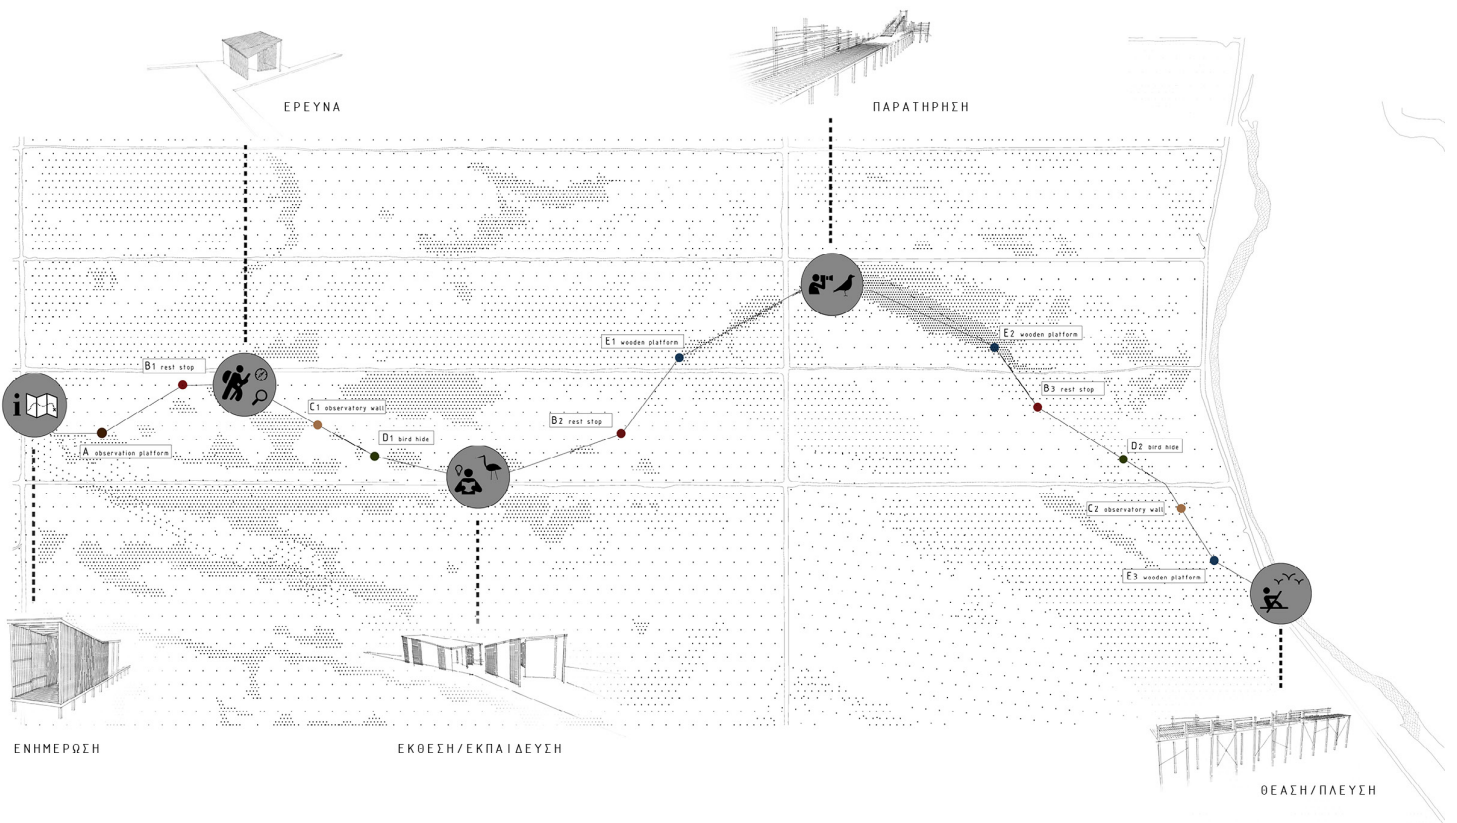 ΕΡΕΥΝΑ
ΠΑΡΑΤΗΡΗΣΗ
E2 wooden platform
E1 wooden platform
B1 rest stop
B3 rest stop
C1 observatory wall
B2 rest stop
D1 bird hide
D2 bird hide
A observation platform
C2 observatory wall
E3 wooden platform
i
ΕΝΗΜΕΡΩΣΗ
ΕΚΘΕΣΗ/ΕΚΠΑΙΔΕΥΣΗ
ΘΕΑΣΗ/ΠΛΕΥΣΗ